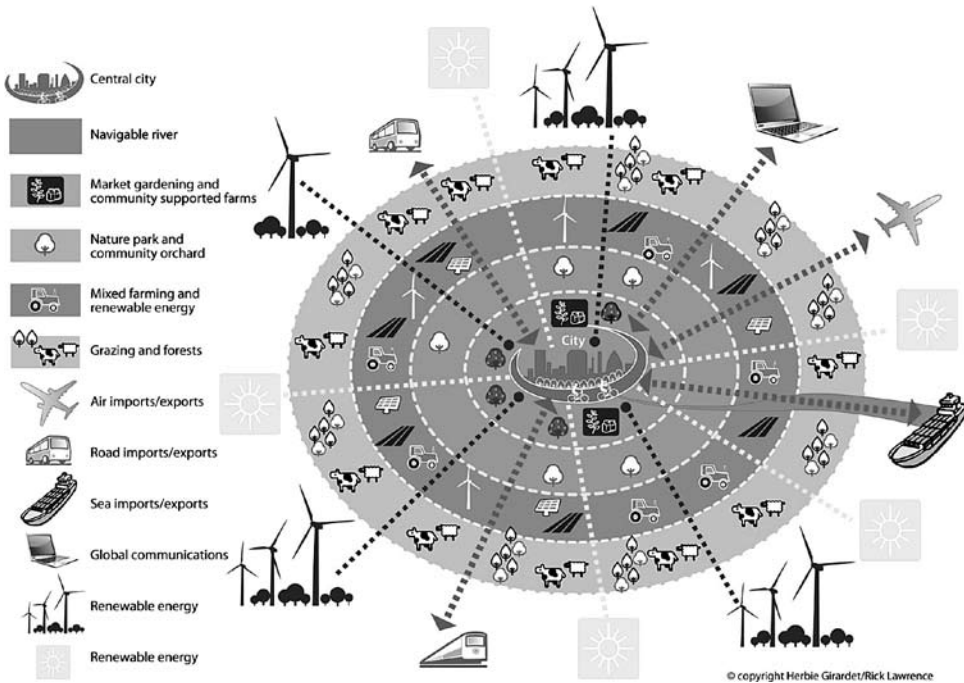 Central city
Navigable river
Market gardening and
community supported farms
Nature park and
community orchard
Mixed farming and
renewable energy
Grazing and forests
Air imports/exports
Road imports/exports
Sea imports/exports
Global communications
Renewable energy
Renewable energy
City
© copyright Herbie Girardet/Rick Lawrence